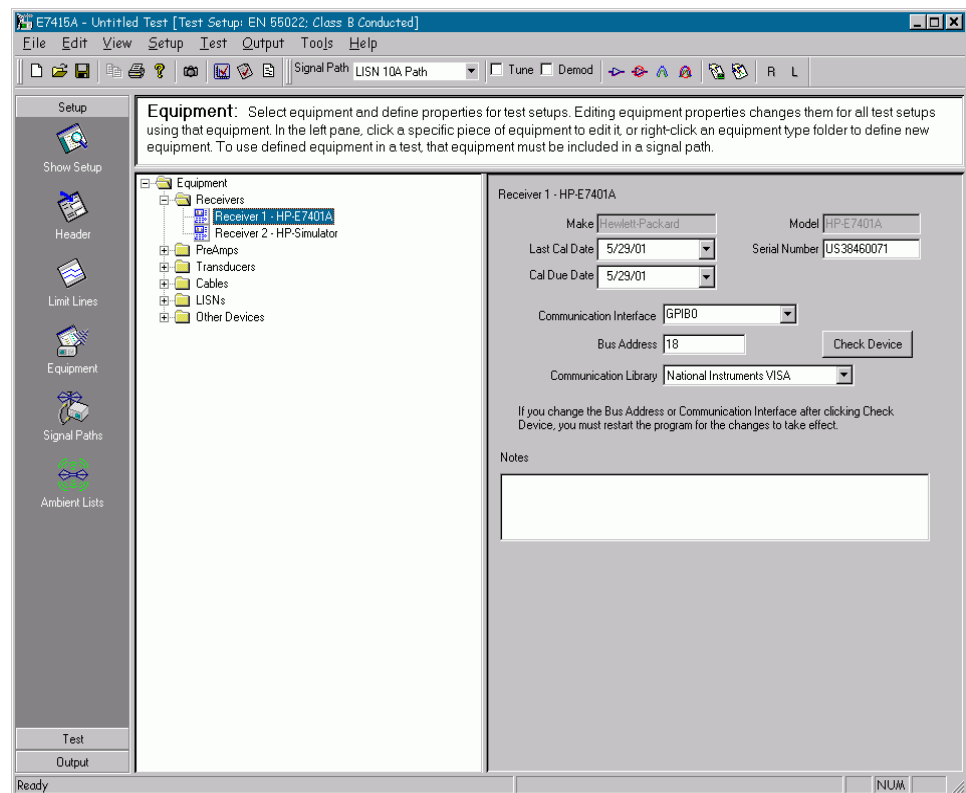 E7415A - Untitled Test [Test Setup: EN 55022; Class B Conducted]
File Edit View Setup Test Output Tools Help
Signal Path LISN 10A Path Tune Demod R L
Setup
Show Setup
Header
Limit Lines
Equipment
Signal Paths
Ambient Lists
Test
Output
Equipment: Select equipment and define properties for test setups. Editing equipment properties changes them for all test setups
using that equipment. In the left pane, click a specific piece of equipment to edit it, or right-click an equipment type folder to define new
equipment. To use defined equipment in a test, that equipment must be included in a signal path.
Equipment
Receivers
Receiver 1 - HP-E7401A
Receiver 2 - HP-Simulator
PreAmps
Transducers
Cables
LISNs
Other Devices
Receiver 1 - HP-E7401A
Make Hewlett-Packard Model HP-E7401A
Last Cal Date 5/29/01 Serial Number US38460071
Cal Due Date 5/29/01
Communication Interface GPIB0
Bus Address 18 Check Device
Communication Library National Instruments VISA
If you change the Bus Address or Communication Interface after clicking Check
Device, you must restart the program for the changes to take effect.
Notes
Ready NUM